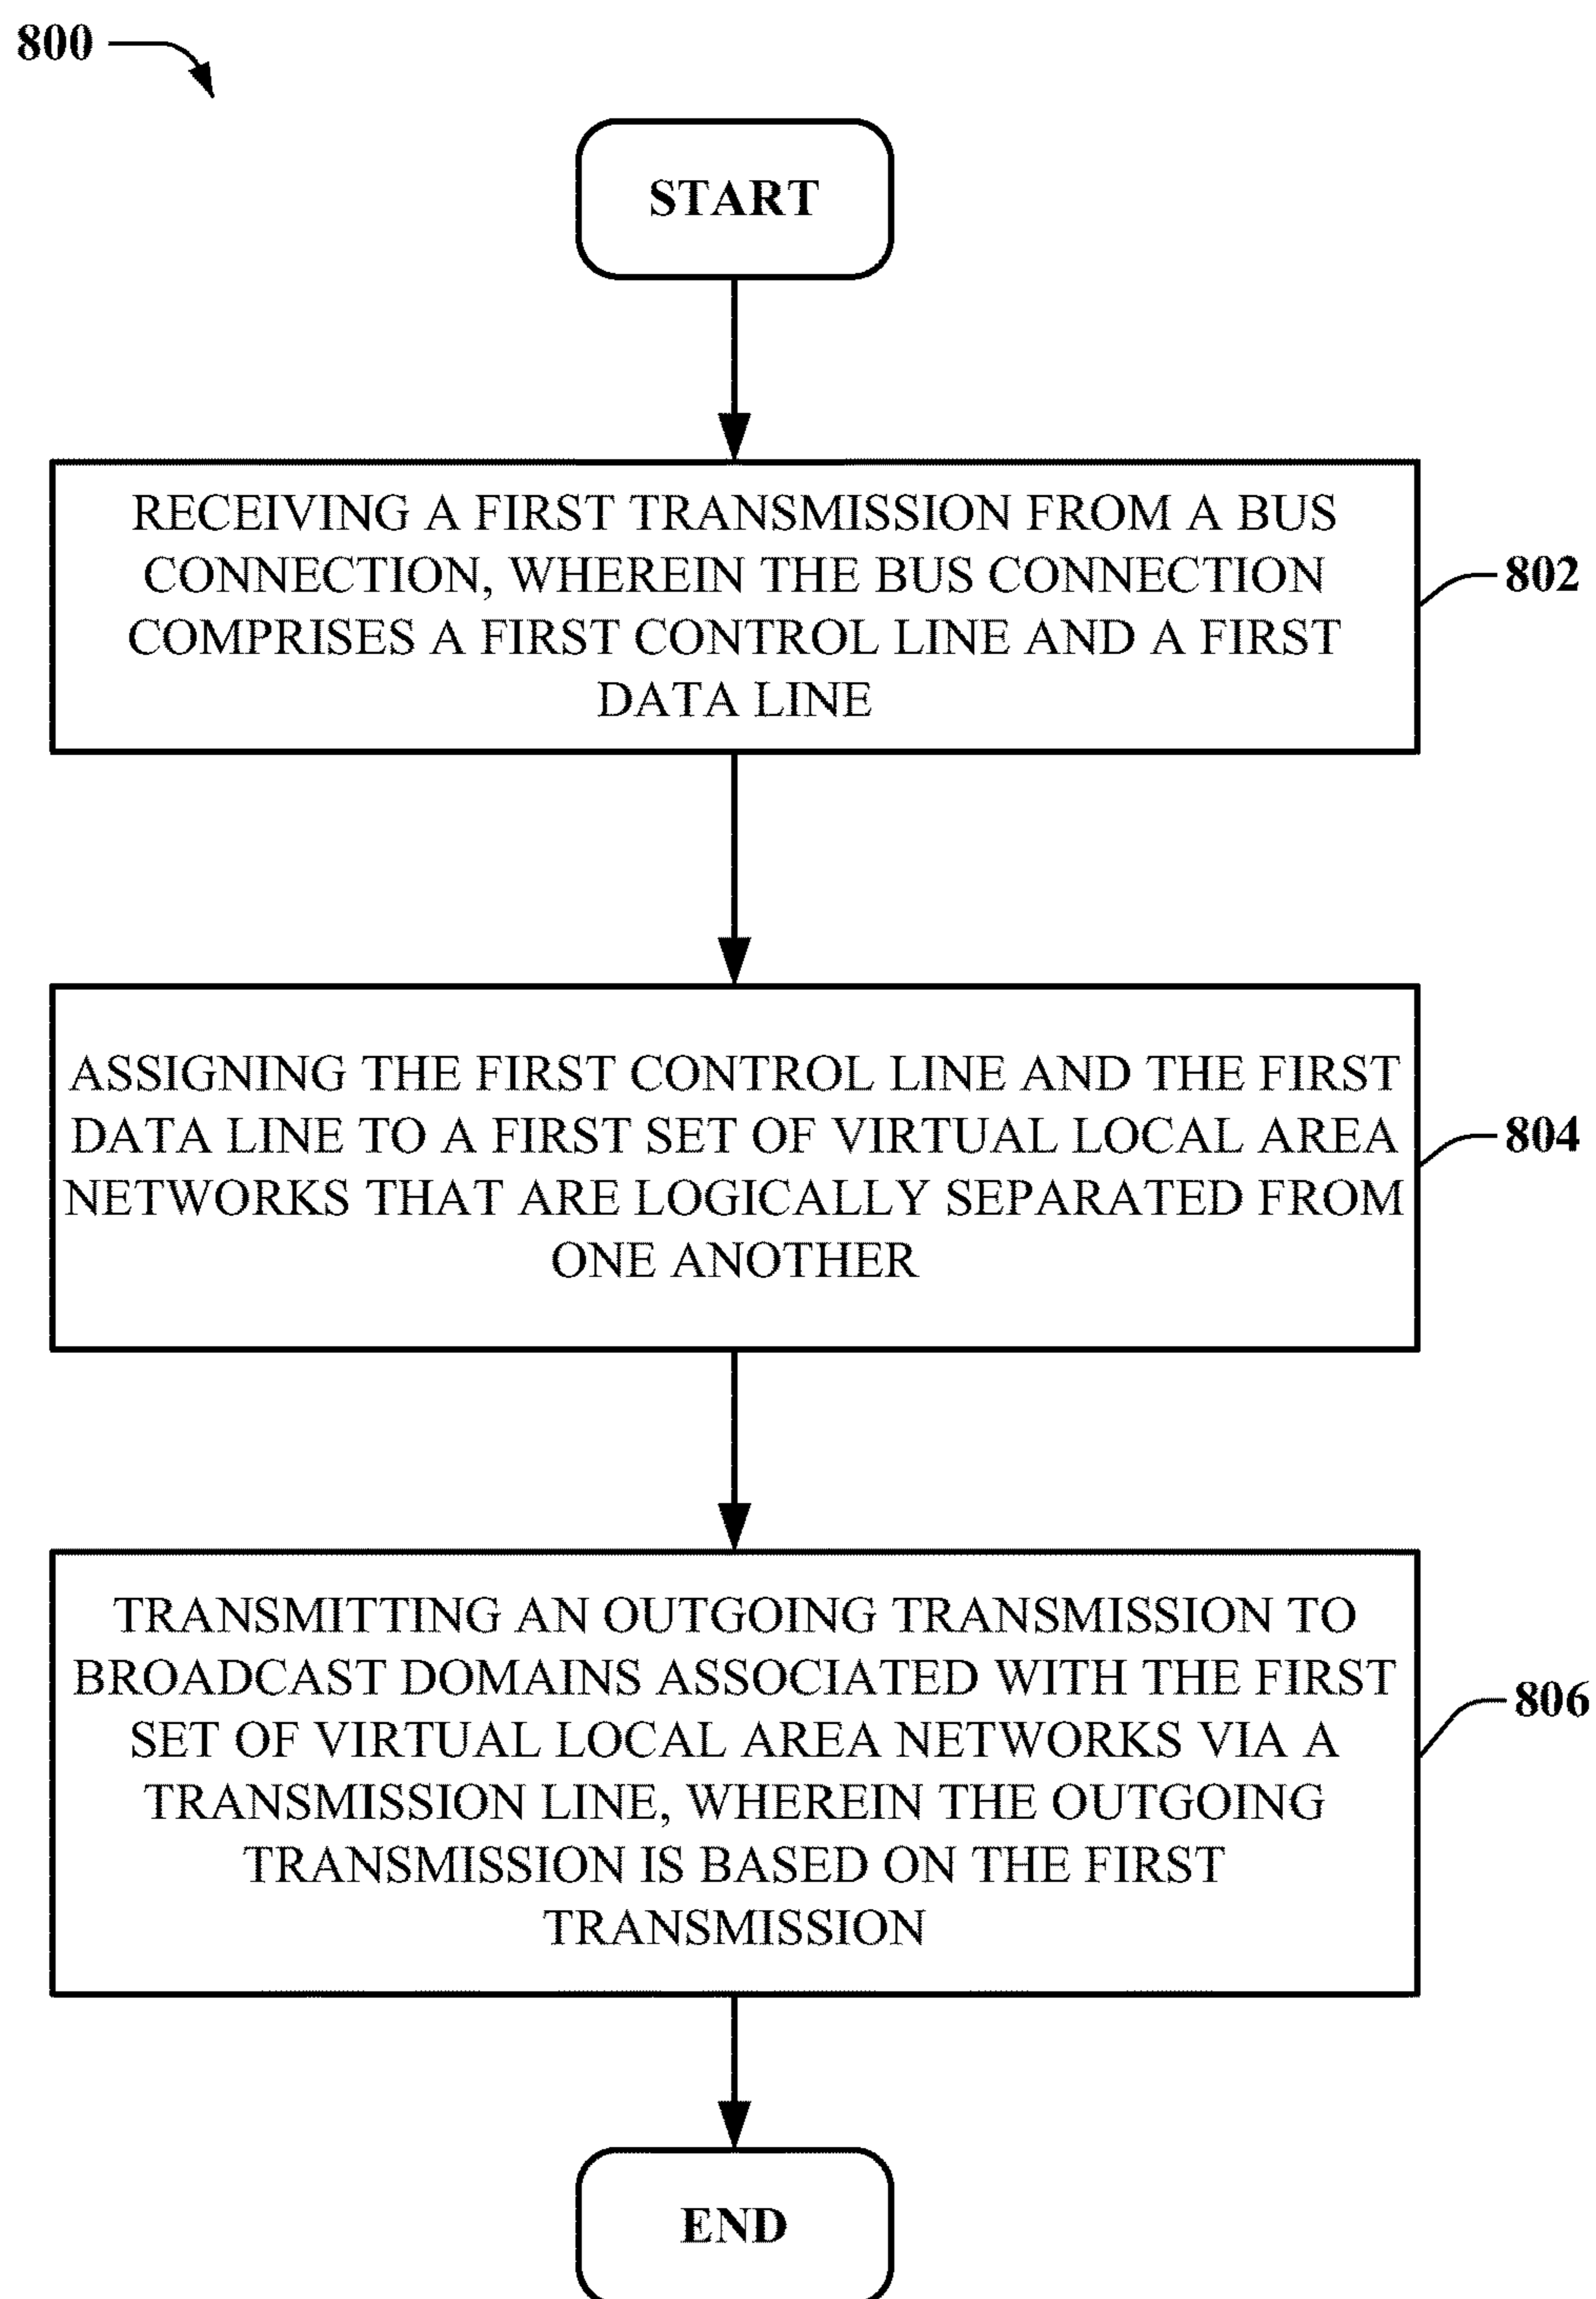 800
START
RECEIVING A FIRST TRANSMISSION FROM A BUS
CONNECTION, WHEREIN THE BUS CONNECTION
COMPRISES A FIRST CONTROL LINE AND A FIRST
DATA LINE
802
ASSIGNING THE FIRST CONTROL LINE AND THE FIRST
DATA LINE TO A FIRST SET OF VIRTUAL LOCAL AREA
NETWORKS THAT ARE LOGICALLY SEPARATED FROM
ONE ANOTHER
804
TRANSMITTING AN OUTGOING TRANSMISSION TO
BROADCAST DOMAINS ASSOCIATED WITH THE FIRST
SET OF VIRTUAL LOCAL AREA NETWORKS VIA A
TRANSMISSION LINE, WHEREIN THE OUTGOING
TRANSMISSION IS BASED ON THE FIRST
TRANSMISSION
806
END